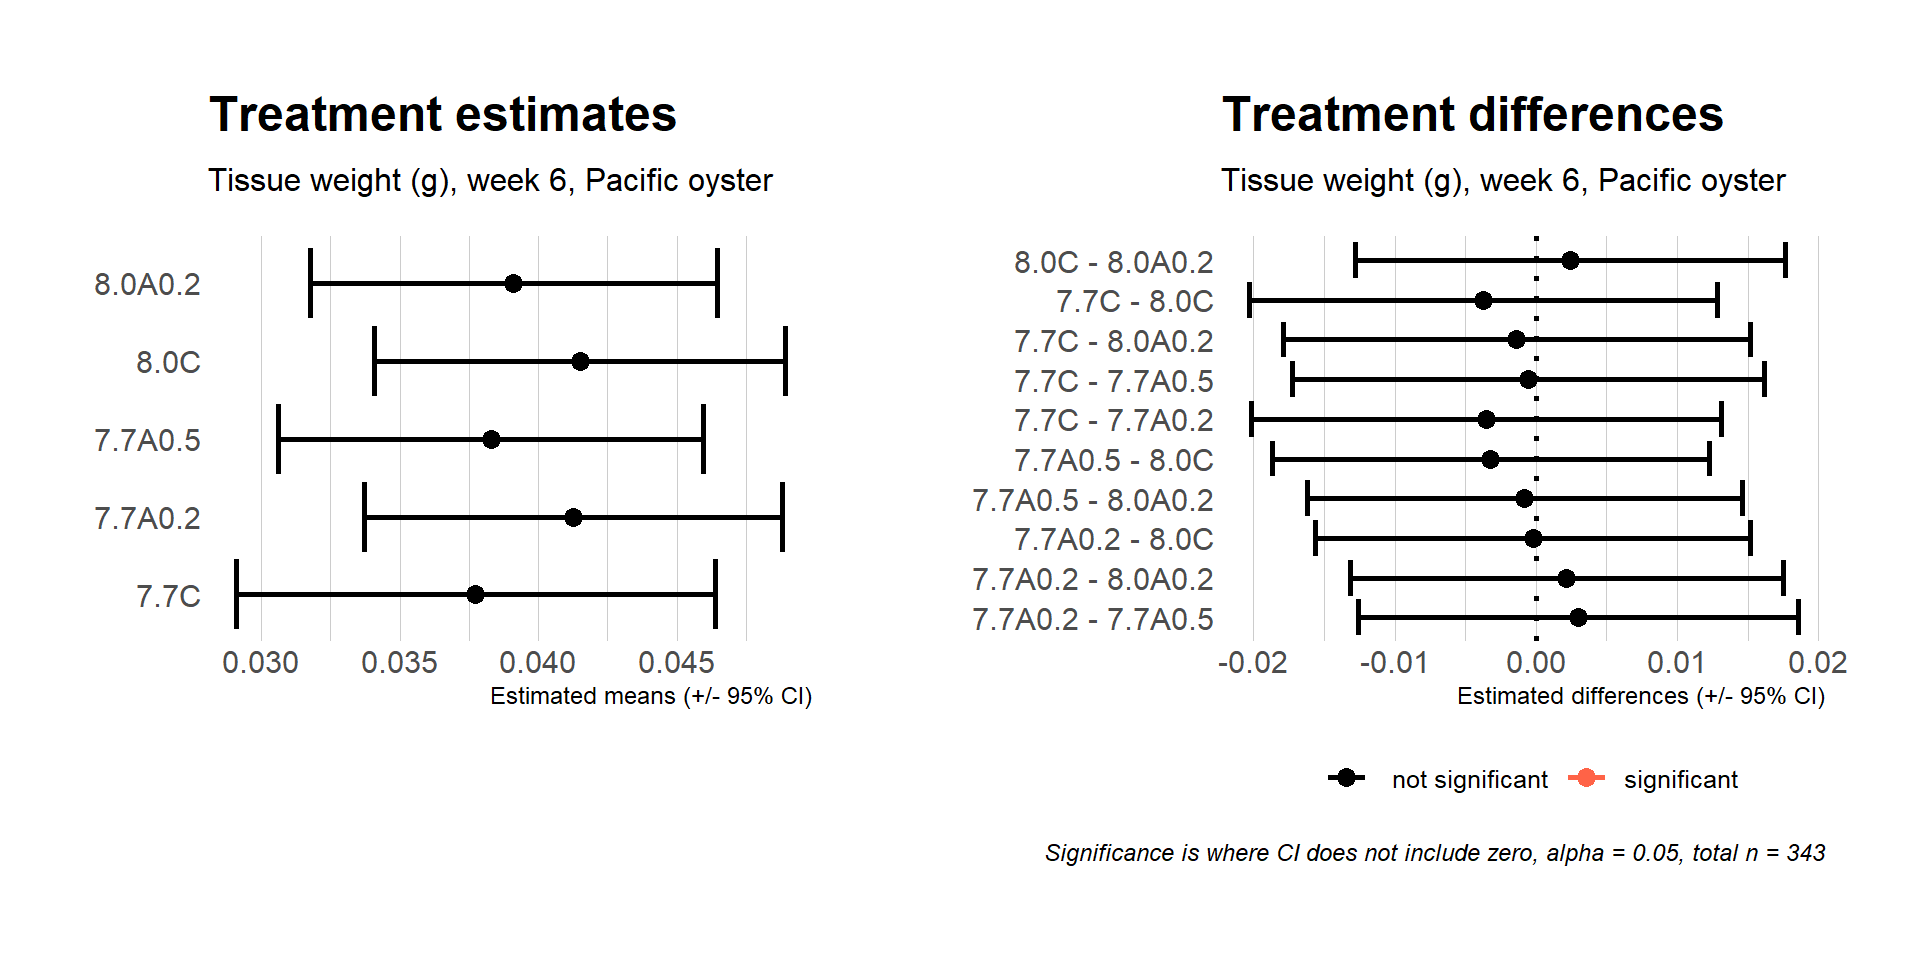 Treatment estimates
Tissue weight (g), week 6, Pacific oyster
8.0A0.2
8.0C
7.7A0.5
7.7A0.2
7.7C
0.030 0.035 0.040 0.045
Estimated means (+/- 95% CI)
Treatment differences
Tissue weight (g), week 6, Pacific oyster
8.0C - 8.0A0.2
7.7C - 8.0C
7.7C - 8.0A0.2
7.7C - 7.7A0.5
7.7C - 7.7A0.2
7.7A0.5 - 8.0C
7.7A0.5 - 8.0A0.2
7.7A0.2 - 8.0C
7.7A0.2 - 8.0A0.2
7.7A0.2 - 7.7A0.5
-0.02 -0.01 0.00 0.01 0.02
Estimated differences (+/- 95% CI)
not significant significant
Significance is where CI does not include zero, alpha = 0.05, total n = 343